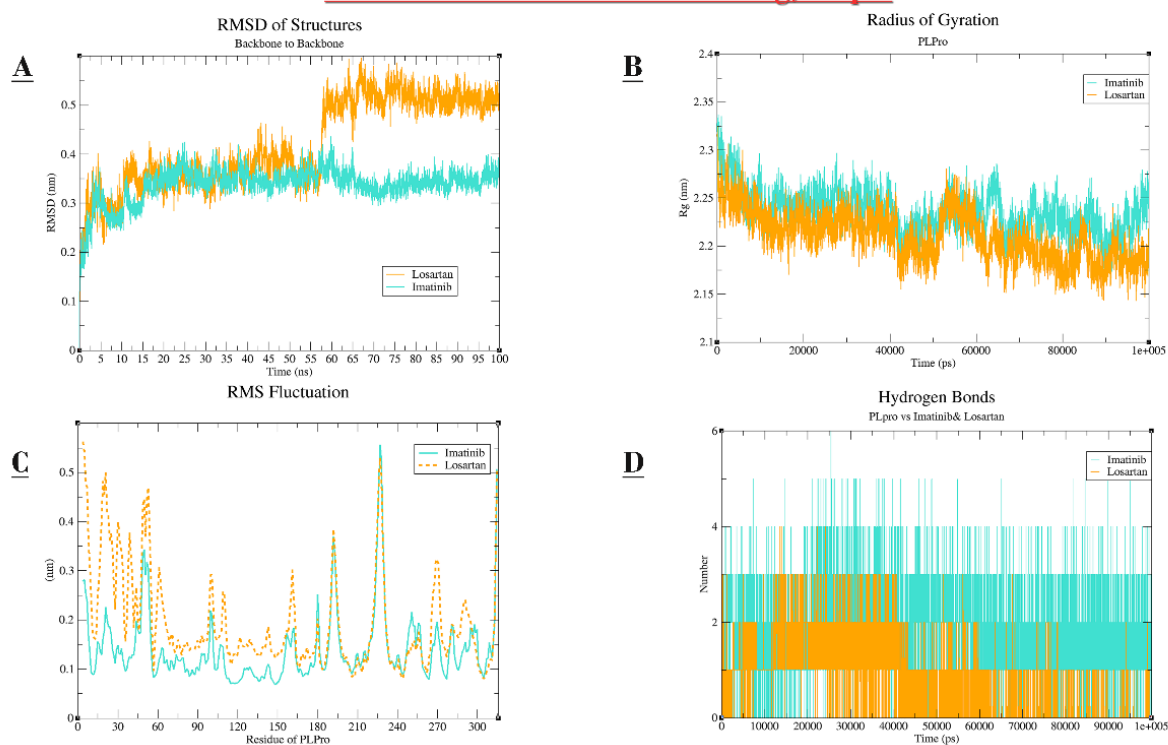 RMSD of Structures
Backbone to Backbone
A
0.5
0.4
0.3
0.2
0.1
0
RMSD (nm)
Losartan
Imatinib
0 5 10 15 20 25 30 35 40 45 50 55 60 65 70 75 80 85 90 95 100
Time (ns)
Radius of Gyration
PLPro
B
2.4
2.35
2.3
2.25
2.2
2.15
2.1
Rg (nm)
Imatinib
Losartan
20000 40000 60000 80000 1e+005
Time (ps)
RMS Fluctuation
C
0.5
0.4
0.3
0.2
0.1
0
(nm)
Imatinib
Losartan
0 30 60 90 120 150 180 210 240 270 300
Residue of PLPro
Hydrogen Bonds
PLpro vs Imatinib& Losartan
D
6
4
2
0
Number
Imatinib
Losartan
0 10000 20000 30000 40000 50000 60000 70000 80000 90000 1e+005
Time (ps)